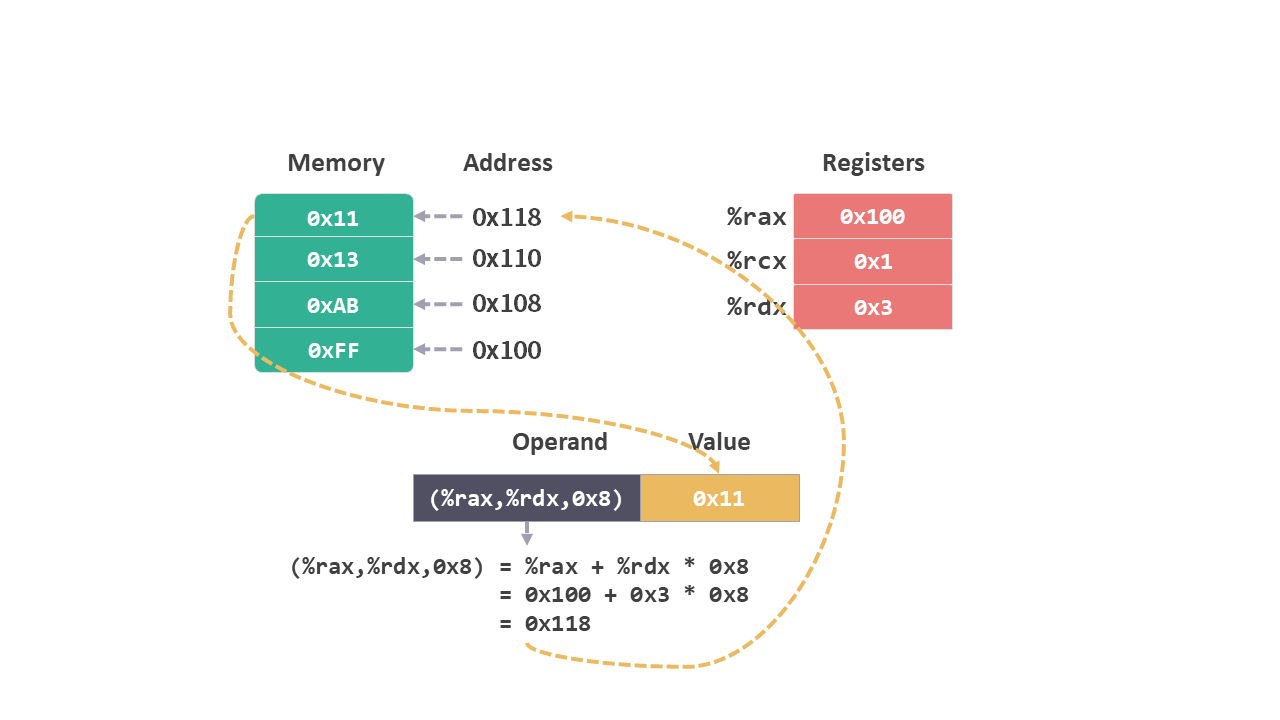 Memory Address Registers
0x11 0x118 %rax 0x100
0x13 0x110 %rcx 0x1
0xAB 0x108 %rdx 0x3
0xFF 0x100
Operand Value
(%rax,%rdx,0x8) 0x11
(%rax,%rdx,0x8) = %rax + %rdx * 0x8
= 0x100 + 0x3 * 0x8
= 0x118